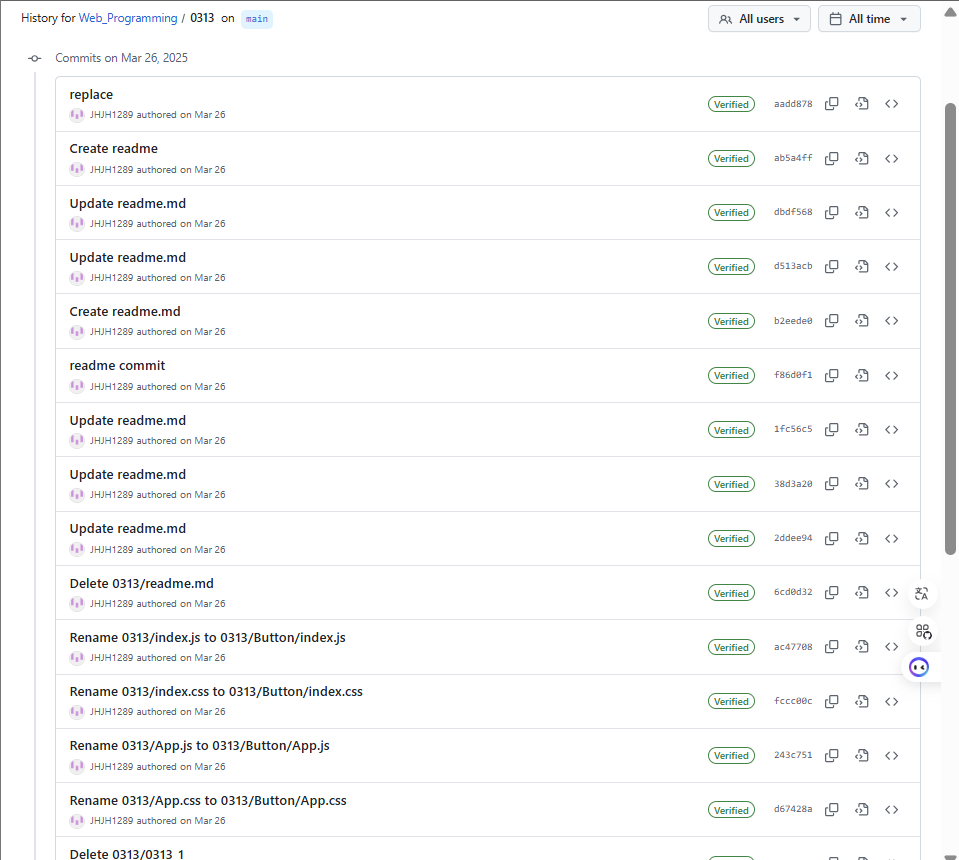 History for Web_Programming / 0313 on main
All users
All time
Commits on Mar 26, 2025
replace
JHJH1289 authored on Mar 26
Verified
aadd878
Create readme
JHJH1289 authored on Mar 26
Verified
ab5a4ff
Update readme.md
JHJH1289 authored on Mar 26
Verified
dbdf568
Update readme.md
JHJH1289 authored on Mar 26
Verified
d513acb
Create readme.md
JHJH1289 authored on Mar 26
Verified
b2eede0
readme commit
JHJH1289 authored on Mar 26
Verified
f86d0f1
Update readme.md
JHJH1289 authored on Mar 26
Verified
1fc56c5
Update readme.md
JHJH1289 authored on Mar 26
Verified
38d3a20
Update readme.md
JHJH1289 authored on Mar 26
Verified
2ddee94
Delete 0313/readme.md
JHJH1289 authored on Mar 26
Verified
6cd0d32
Rename 0313/index.js to 0313/Button/index.js
JHJH1289 authored on Mar 26
Verified
ac47708
Rename 0313/index.css to 0313/Button/index.css
JHJH1289 authored on Mar 26
Verified
fccc00c
Rename 0313/App.js to 0313/Button/App.js
JHJH1289 authored on Mar 26
Verified
243c751
Rename 0313/App.css to 0313/Button/App.css
JHJH1289 authored on Mar 26
Verified
d67428a
Delete 0313/0313_1